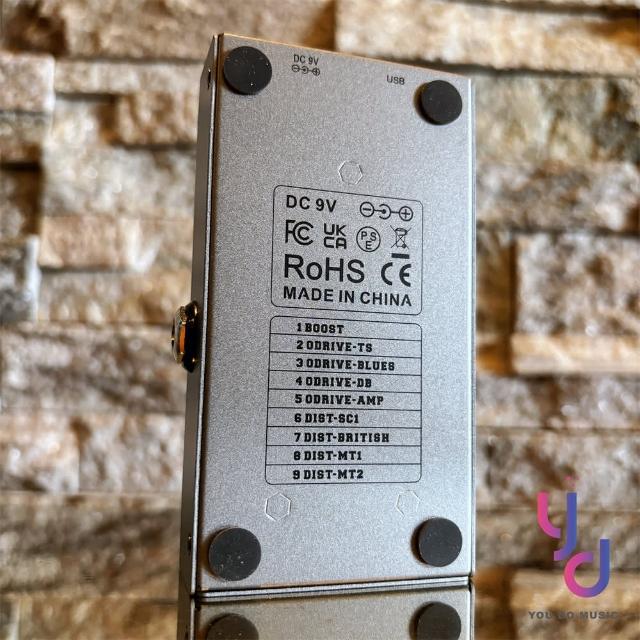 DC 9V
USB
DC 9V
FC UK CA PSE
RoHS CE
MADE IN CHINA
1 BOOST
2 ODRIVE-TS
3 ODRIVE-BLUES
4 ODRIVE-DB
5 ODRIVE-AMP
6 DIST-SC1
7 DIST-BRITISH
8 DIST-MT1
9 DIST-MT2
yd
YOU DO MUSIC